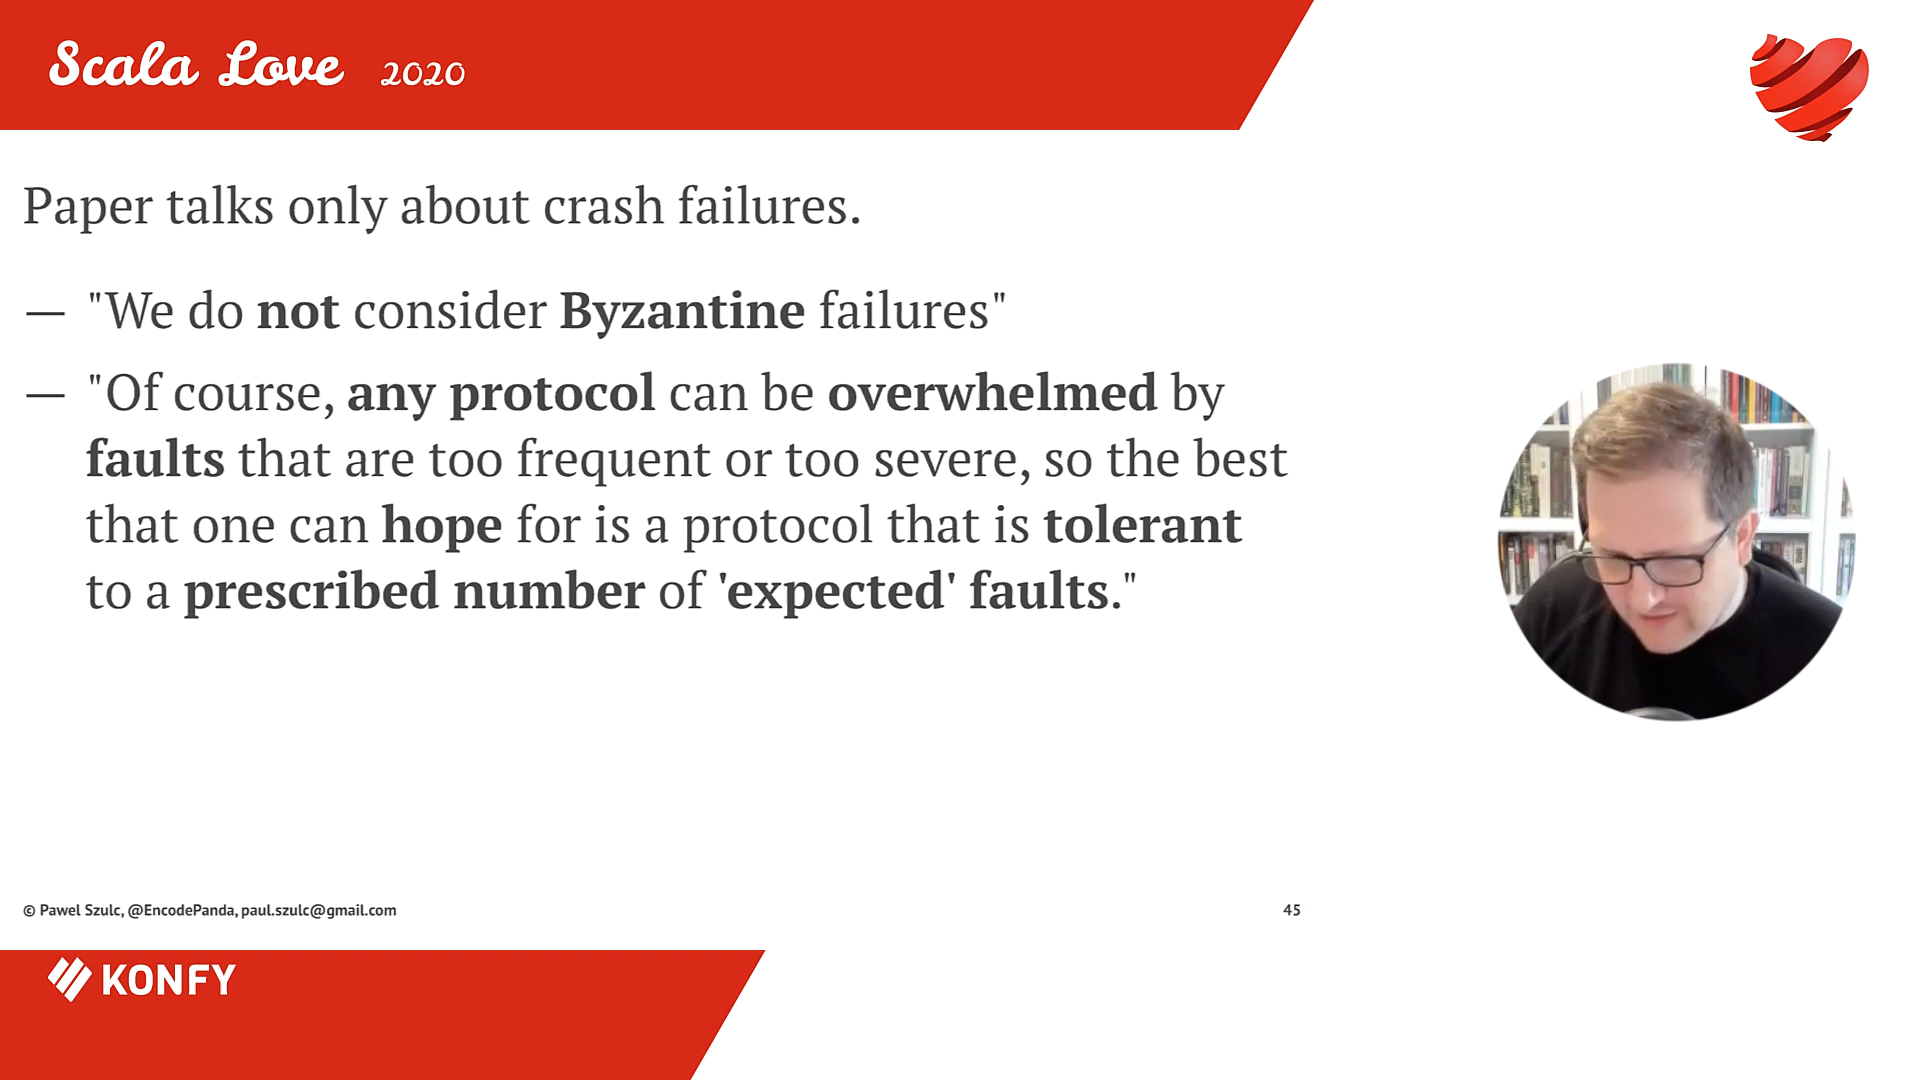 Scala Love 2020
Paper talks only about crash failures.
— "We do not consider Byzantine failures"
— "Of course, any protocol can be overwhelmed by
faults that are too frequent or too severe, so the best
that one can hope for is a protocol that is tolerant
to a prescribed number of 'expected' faults."
© Pawel Szulc, @EncodePanda, paul.szulc@gmail.com
45
KONFY